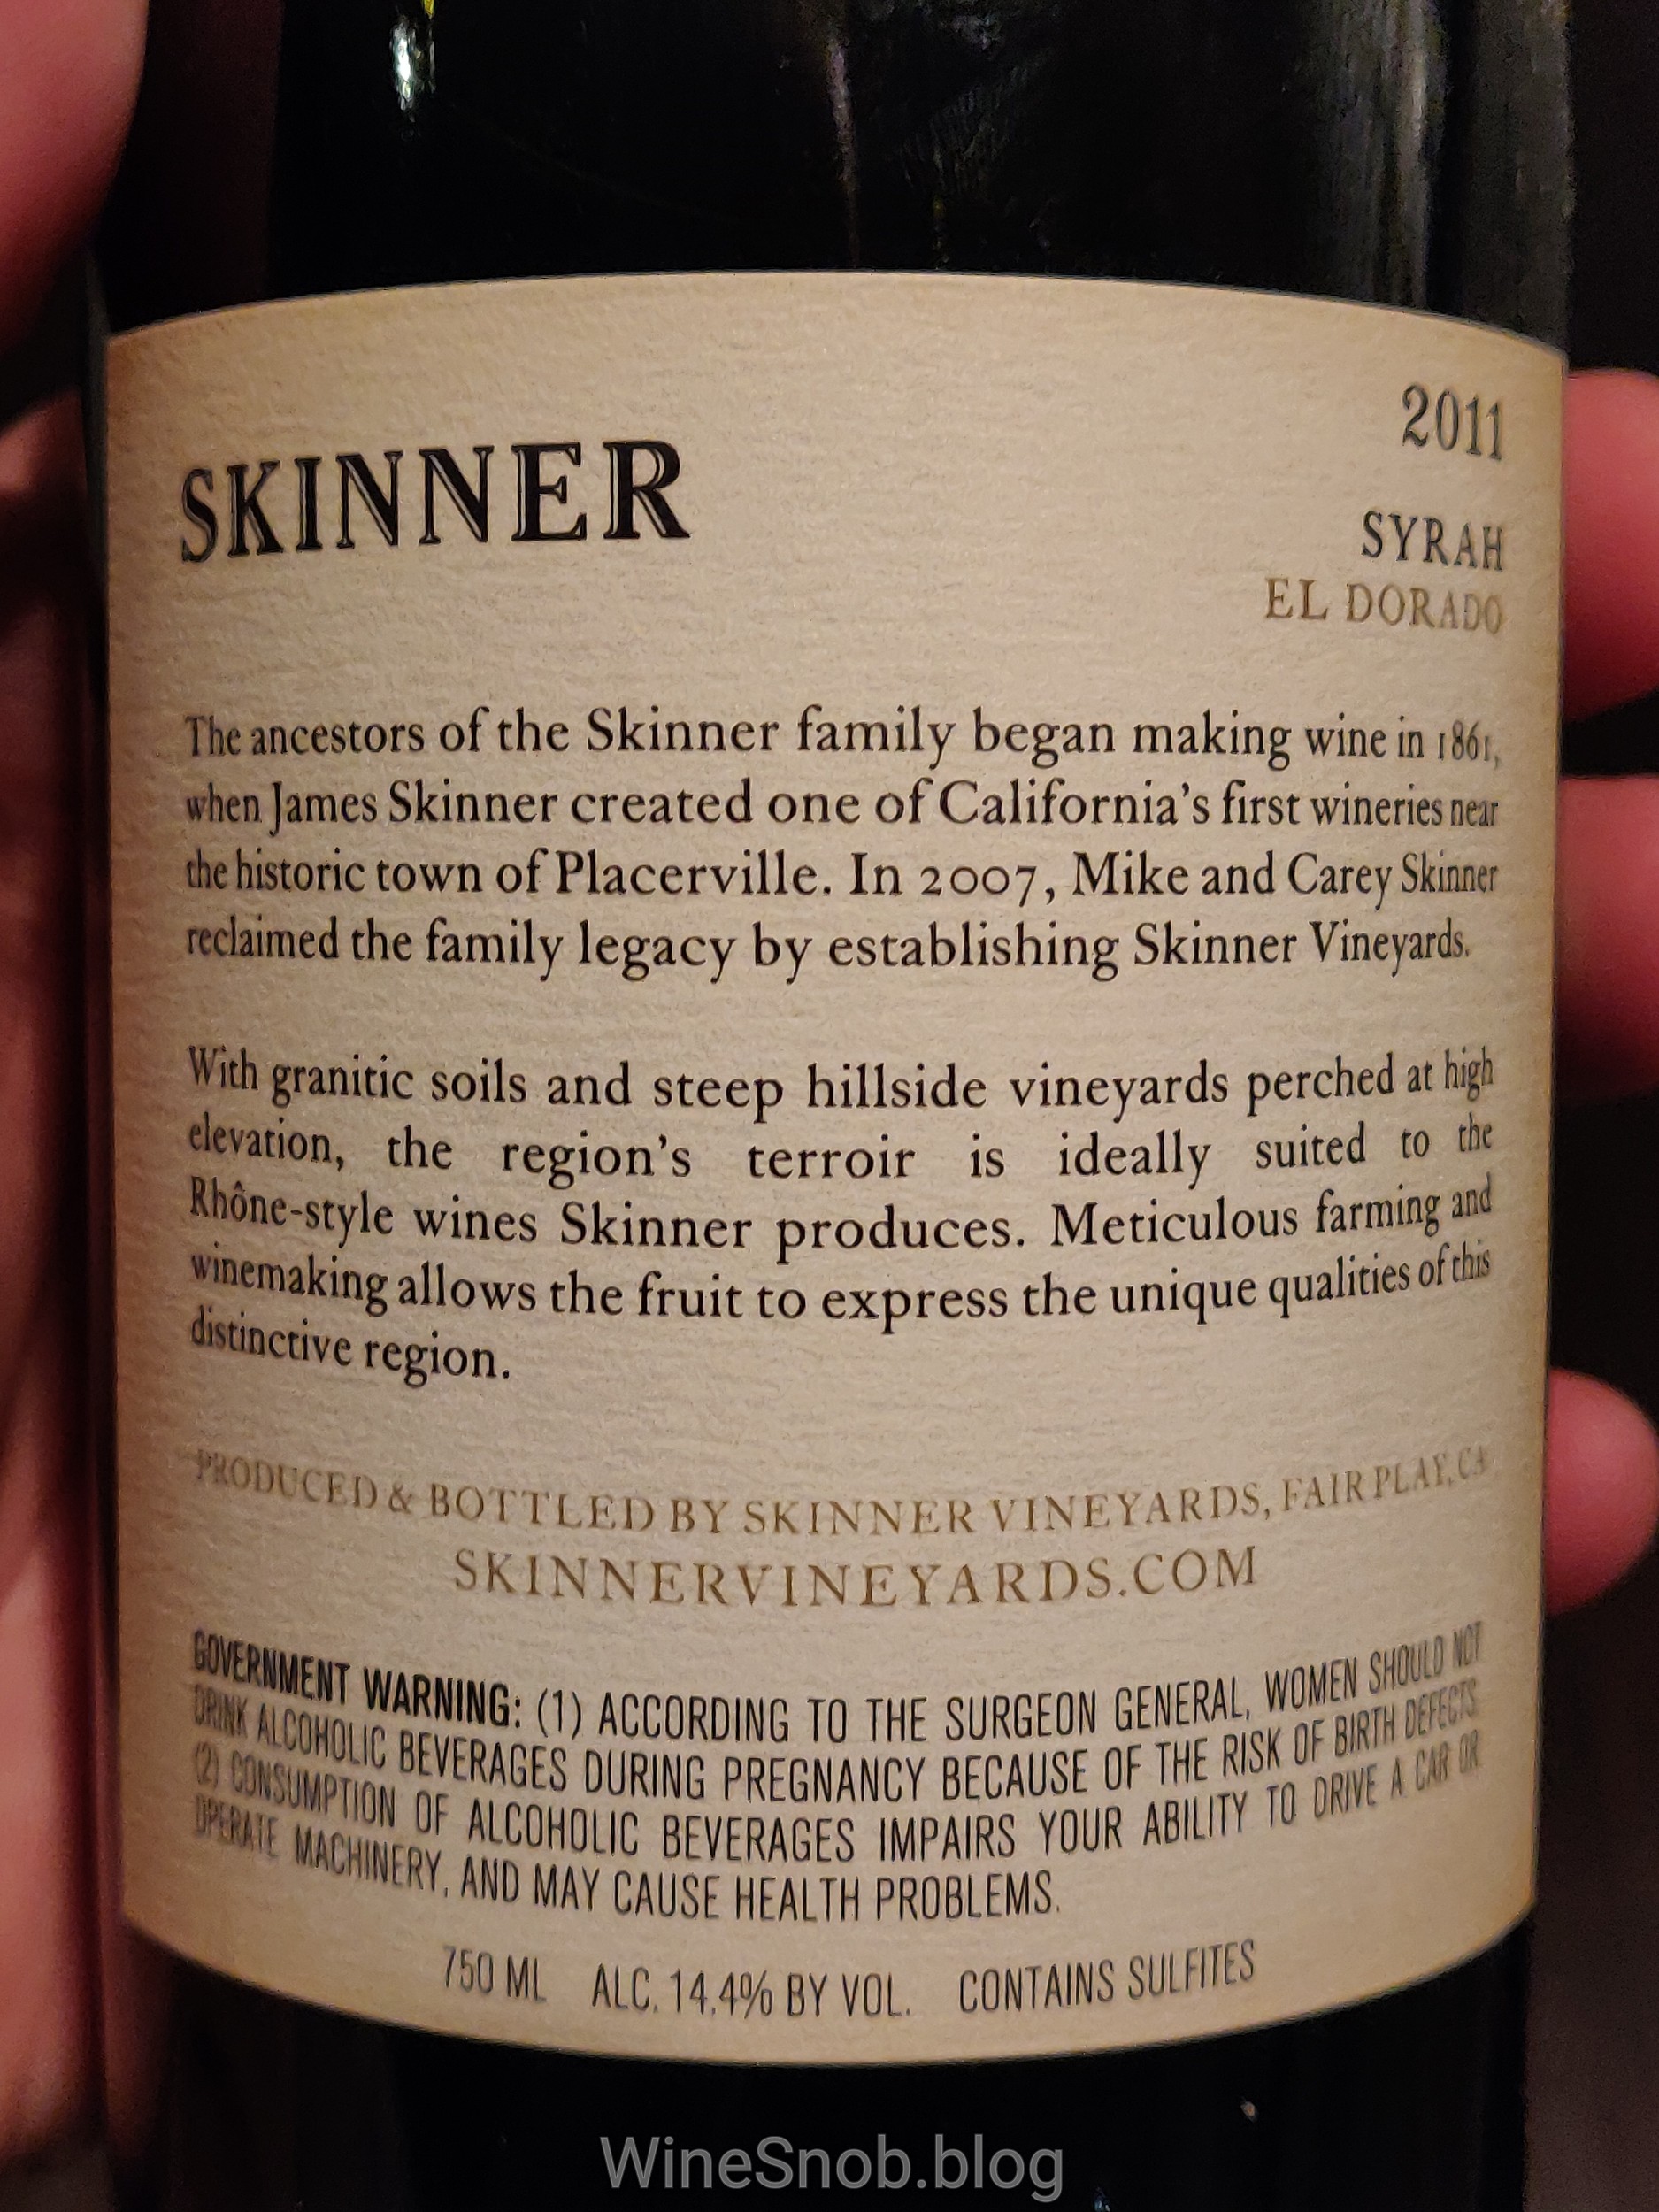 2011
SKINNER
SYRAH
EL DORADO
The ancestors of the Skinner family began making wine in 1861,
when James Skinner created one of California's first wineries near
the historic town of Placerville. In 2007, Mike and Carey Skinner
reclaimed the family legacy by establishing Skinner Vineyards.
With granitic soils and steep hillside vineyards perched at high
elevation, the region's terroir is ideally suited to the
Rhône-style wines Skinner produces. Meticulous farming and
winemaking allows the fruit to express the unique qualities of this
distinctive region.
PRODUCED & BOTTLED BY SKINNER VINEYARDS, FAIR PLAY, CA
SKINNERVINEYARDS.COM
GOVERNMENT WARNING: (1) ACCORDING TO THE SURGEON GENERAL, WOMEN SHOULD NOT
DRINK ALCOHOLIC BEVERAGES DURING PREGNANCY BECAUSE OF THE RISK OF BIRTH DEFECTS
(2) CONSUMPTION OF ALCOHOLIC BEVERAGES IMPAIRS YOUR ABILITY TO DRIVE A CAR OR
OPERATE MACHINERY, AND MAY CAUSE HEALTH PROBLEMS.
750 ML ALC. 14.4% BY VOL. CONTAINS SULFITES
WineSnob.blog